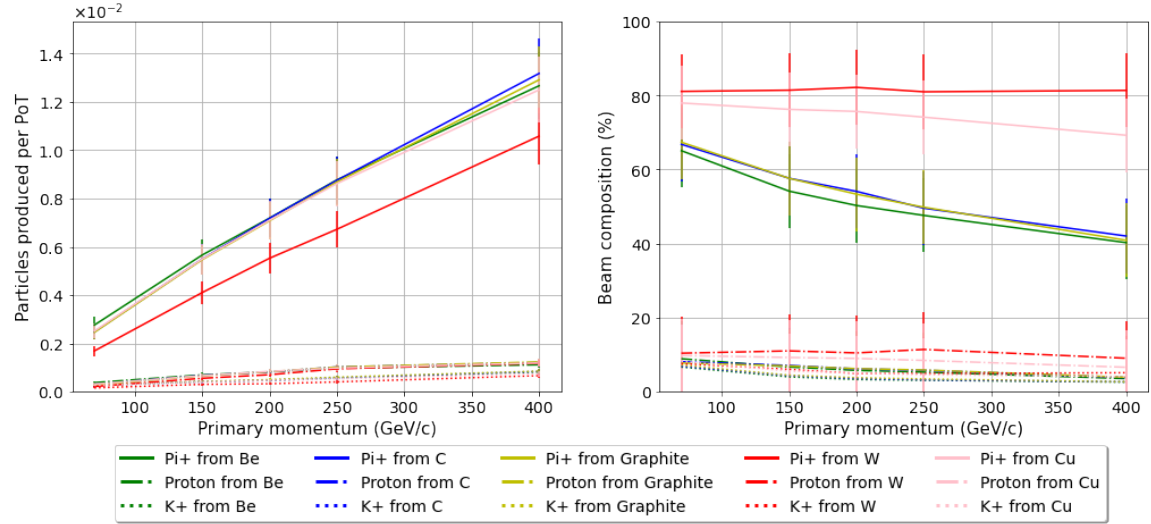 ×10⁻²
1.4
1.2
1.0
0.8
0.6
0.4
0.2
0.0
Particles produced per PoT
100 150 200 250 300 350 400
Primary momentum (GeV/c)
100
80
60
40
20
0
Beam composition (%)
100 150 200 250 300 350 400
Primary momentum (GeV/c)
Pi+ from Be Pi+ from C Pi+ from Graphite Pi+ from W Pi+ from Cu
Proton from Be Proton from C Proton from Graphite Proton from W Proton from Cu
K+ from Be K+ from C K+ from Graphite K+ from W K+ from Cu